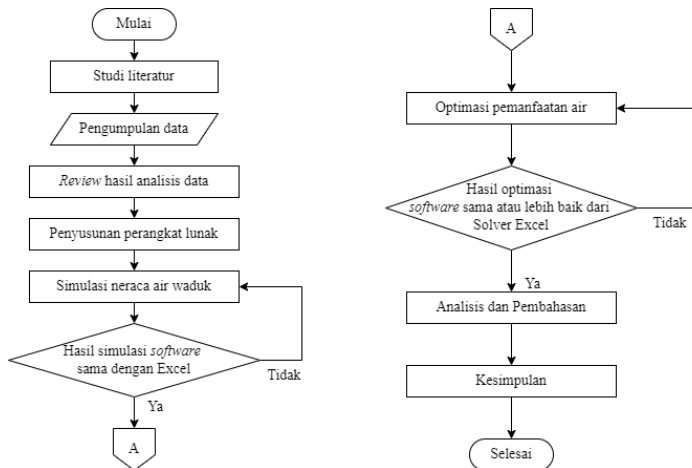 Mulai
Studi literatur
Pengumpulan data
Review hasil analisis data
Penyusunan perangkat lunak
Simulasi neraca air waduk
Hasil simulasi software
sama dengan Excel
Tidak
Ya
A
A
Optimasi pemanfaatan air
Hasil optimasi
software sama atau lebih baik dari
Solver Excel
Tidak
Ya
Analisis dan Pembahasan
Kesimpulan
Selesai